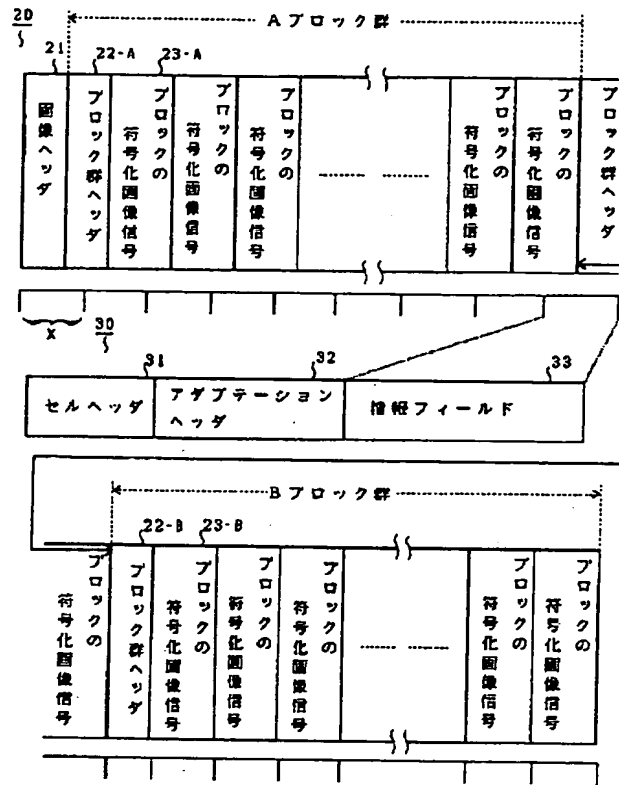 20
Aブロック群
21
22-A
23-A
画像ヘッダ
ブロック群ヘッダ
ブロックの
符号化画像信号
ブロックの
符号化画像信号
ブロックの
符号化画像信号
ブロックの
符号化画像信号
ブロックの
符号化画像信号
ブロック群ヘッダ
X
30
31
32
33
セルヘッダ
アダプテーション
ヘッダ
情報フィールド
Bブロック群
22-B
23-B
ブロックの
符号化画像信号
ブロック群ヘッダ
ブロックの
符号化画像信号
ブロックの
符号化画像信号
ブロックの
符号化画像信号
ブロックの
符号化画像信号
ブロックの
符号化画像信号